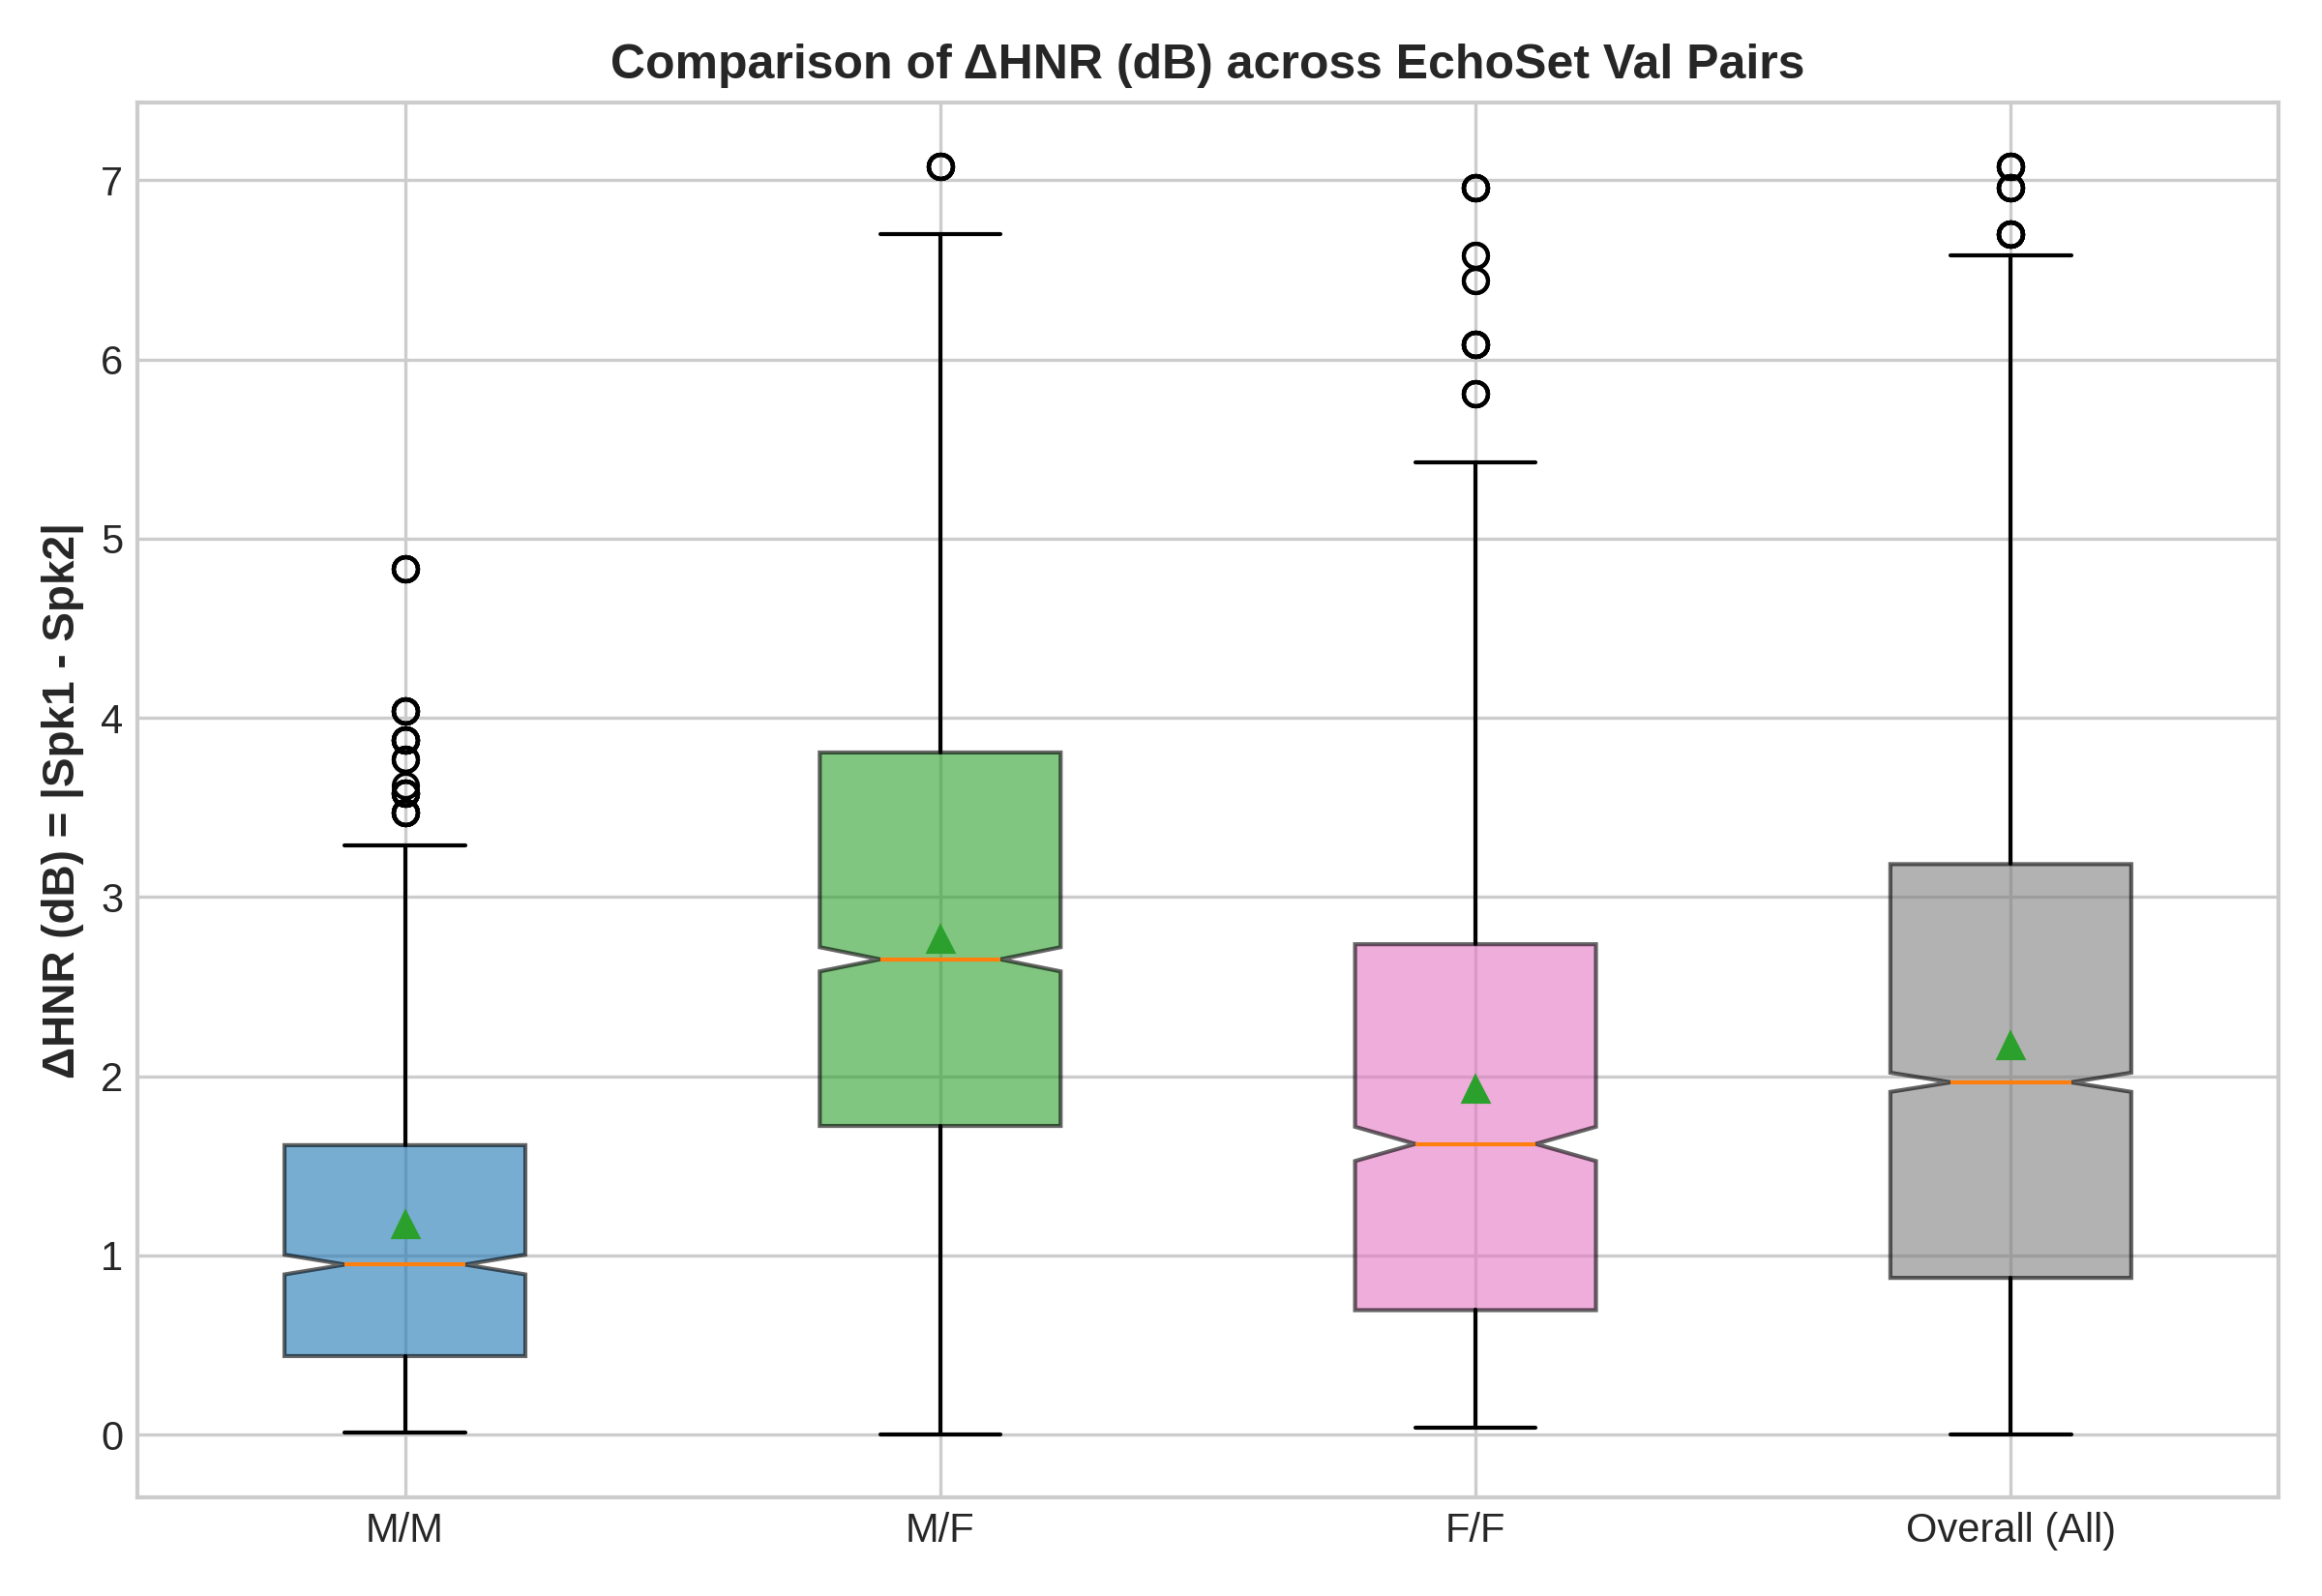 Comparison of ΔHNR (dB) across EchoSet Val Pairs
ΔHNR (dB) = |Spk1 - Spk2|
7
6
5
4
3
2
1
0
M/M
M/F
F/F
Overall (All)